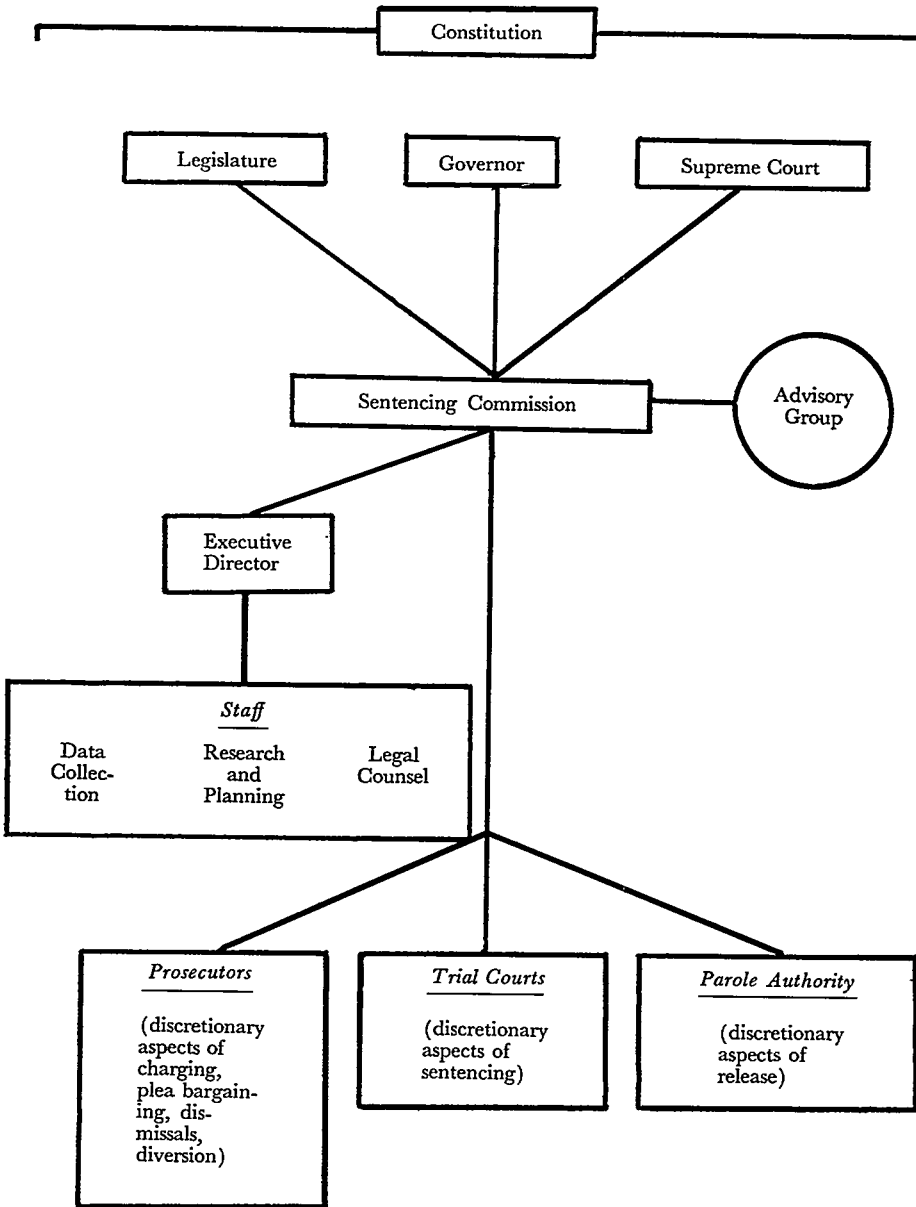 Constitution
Legislature
Governor
Supreme Court
Sentencing Commission
Advisory
Group
Executive
Director
Staff
Data
Collec-
tion
Research
and
Planning
Legal
Counsel
Prosecutors
(discretionary
aspects of
charging,
plea bargain-
ing, dis-
missals,
diversion)
Trial Courts
(discretionary
aspects of
sentencing)
Parole Authority
(discretionary
aspects of
release)